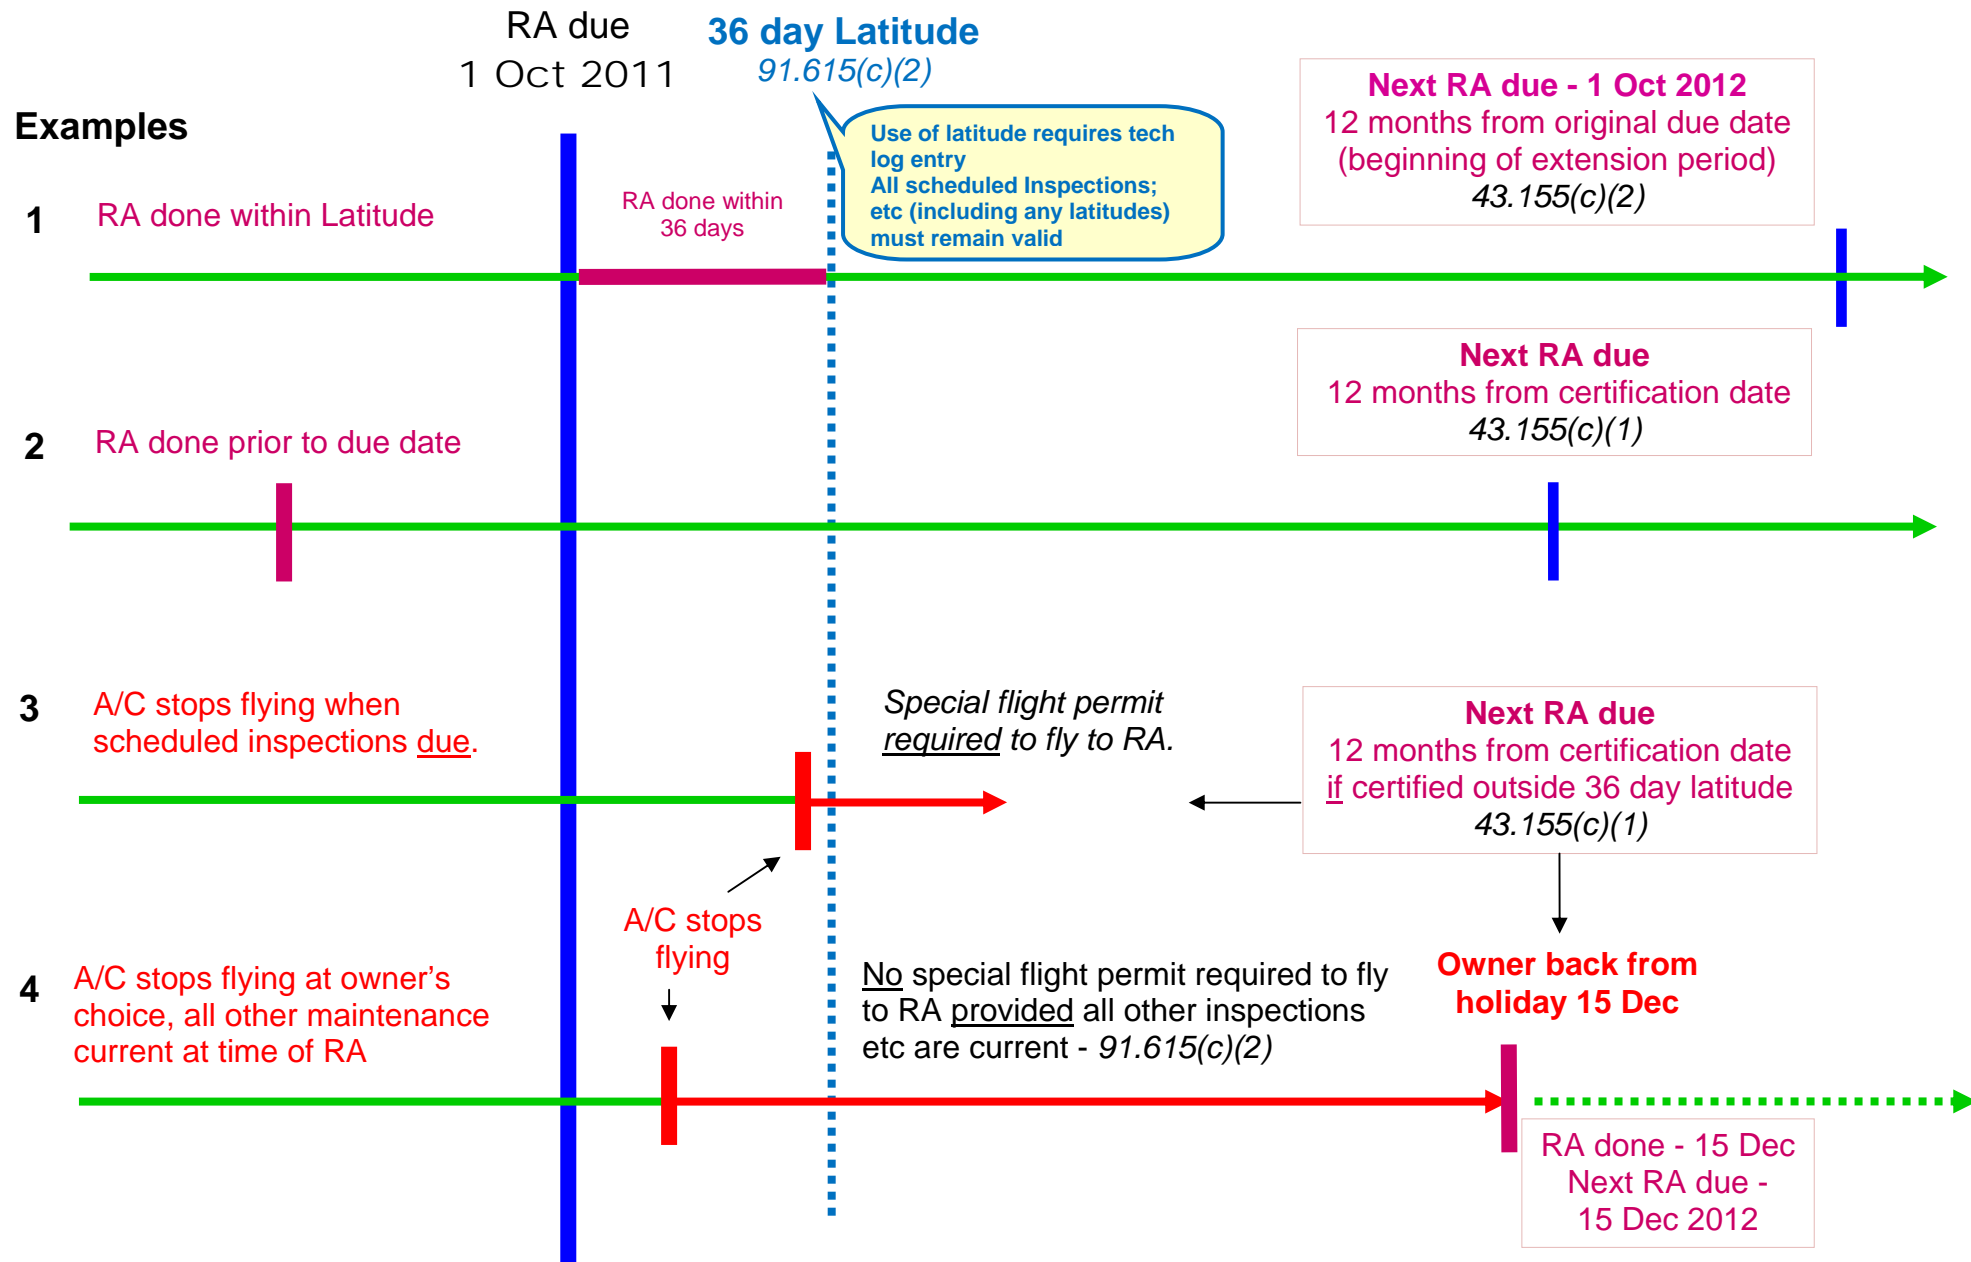 RA due
1 Oct 2011
36 day Latitude
91.615(c)(2)
Examples
Use of latitude requires tech
log entry
All scheduled Inspections;
etc (including any latitudes)
must remain valid
Next RA due - 1 Oct 2012
12 months from original due date
(beginning of extension period)
43.155(c)(2)
1
RA done within Latitude
RA done within
36 days
Next RA due
12 months from certification date
43.155(c)(1)
2
RA done prior to due date
3
A/C stops flying when
scheduled inspections due.
Special flight permit
required to fly to RA.
Next RA due
12 months from certification date
if certified outside 36 day latitude
43.155(c)(1)
A/C stops
flying
4
A/C stops flying at owner’s
choice, all other maintenance
current at time of RA
No special flight permit required to fly
to RA provided all other inspections
etc are current - 91.615(c)(2)
Owner back from
holiday 15 Dec
RA done - 15 Dec
Next RA due -
15 Dec 2012